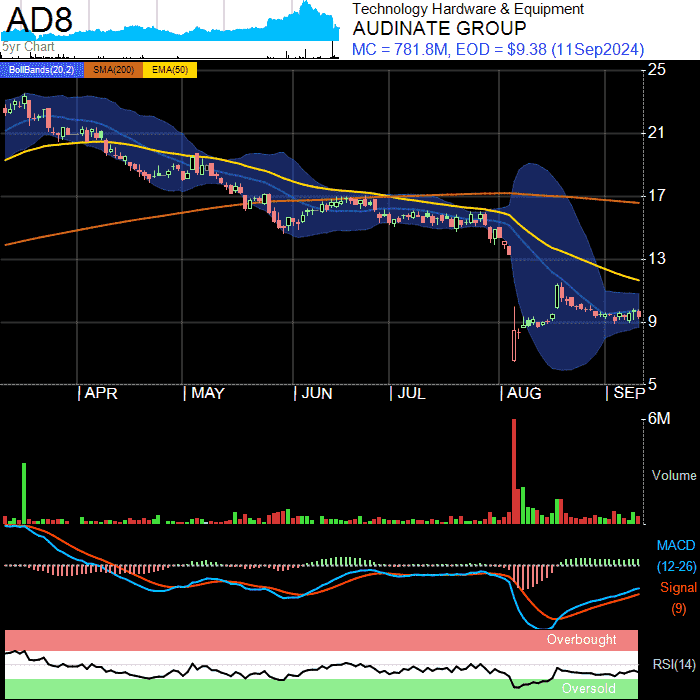 AD8
5yr Chart
Technology Hardware & Equipment
AUDINATE GROUP
MC = 781.8M, EOD = $9.38 (11Sep2024)
BollBands(20,2) SMA(200) EMA(50)
25
21
17
13
9
5
APR MAY JUN JUL AUG SEP
6M
Volume
MACD
(12-26)
Signal
(9)
Overbought
RSI(14)
Oversold